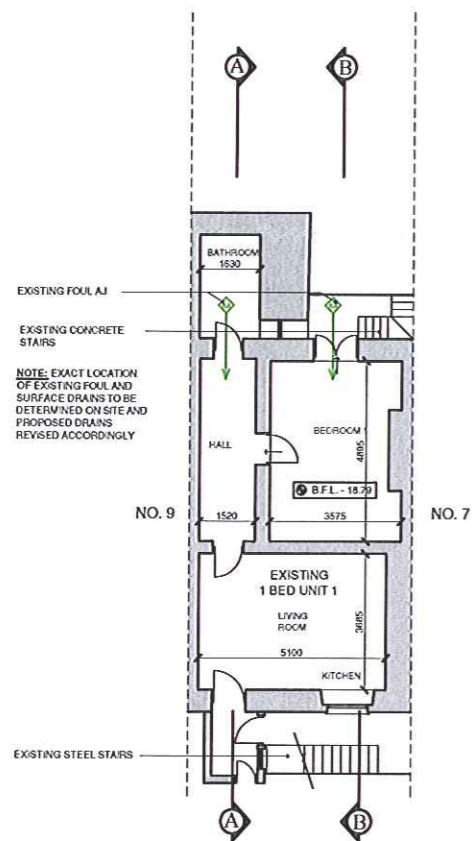 A
B
BATHROOM
1630
EXISTING FOUL AJ
EXISTING CONCRETE
STAIRS
NOTE: EXACT LOCATION
OF EXISTING FOUL AND
SURFACE DRAINS TO BE
DETERMINED ON SITE AND
PROPOSED DRAINS
REVISED ACCORDINGLY
HALL
BEDROOM
4895
B.F.L. - 18.79
NO. 9
1520
3575
NO. 7
EXISTING
1 BED UNIT 1
LIVING
ROOM
3685
5100
KITCHEN
EXISTING STEEL STAIRS
A
B